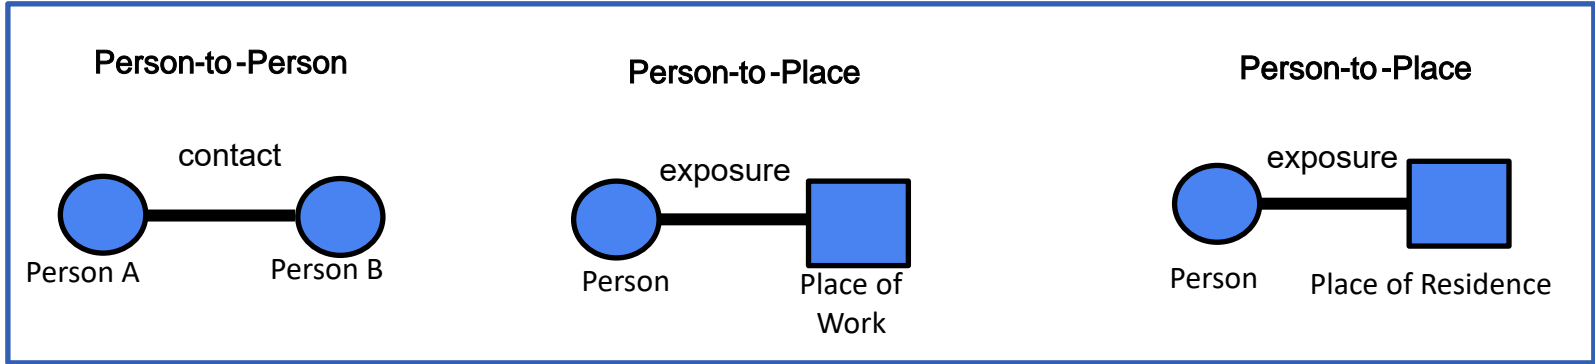 Person-to-Person
contact
Person A
Person B
Person-to-Place
exposure
Person
Place of
Work
Person-to-Place
exposure
Person
Place of Residence